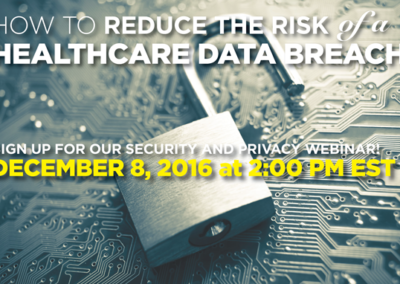 HOW TO REDUCE THE RISK of a
HEALTHCARE DATA BREACH
SIGN UP FOR OUR SECURITY AND PRIVACY WEBINAR!
DECEMBER 8, 2016 at 2:00 PM EST